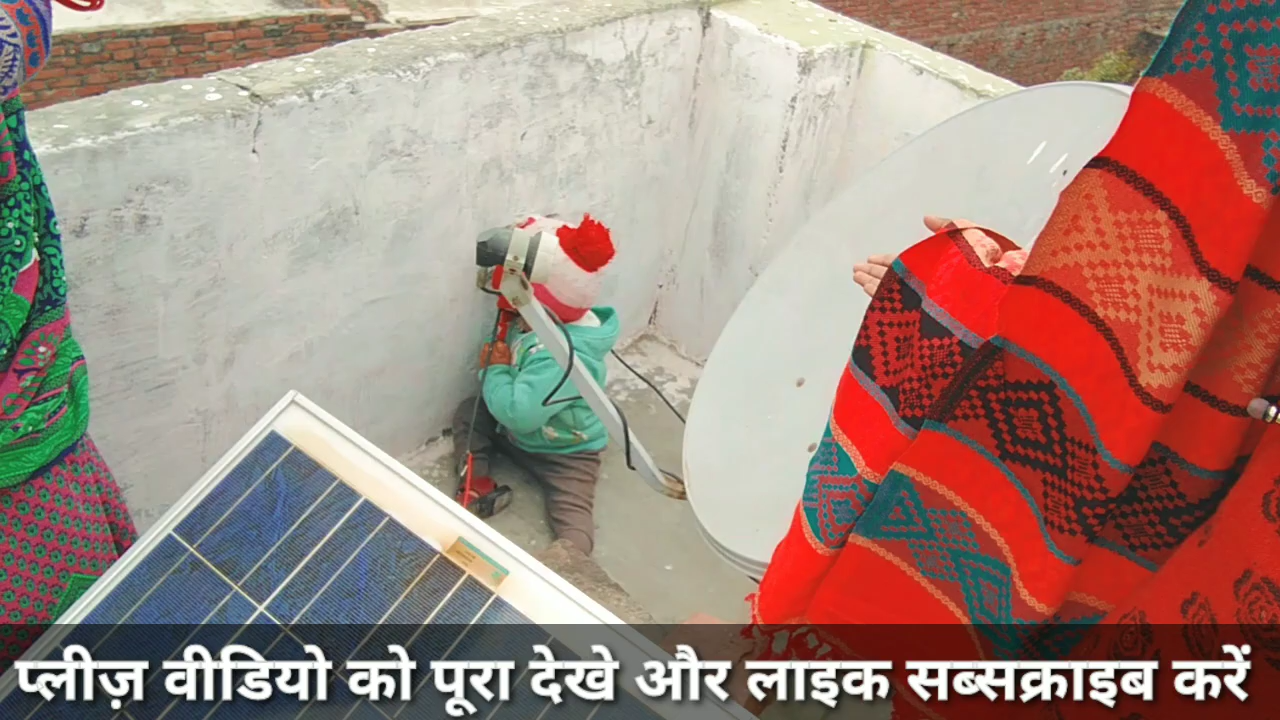 प्लीज़ वीडियो को पूरा देखे और लाइक सब्सक्राइब करें